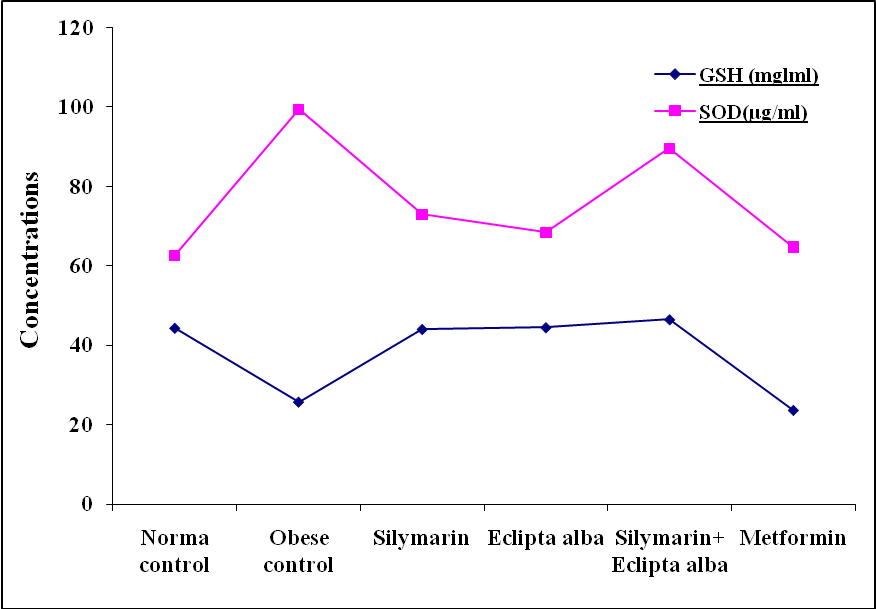 120
100
80
60
40
20
0
Concentrations
GSH (mglml)
SOD(µg/ml)
Norma
control
Obese
control
Silymarin
Eclipta alba
Silymarin+
Eclipta alba
Metformin